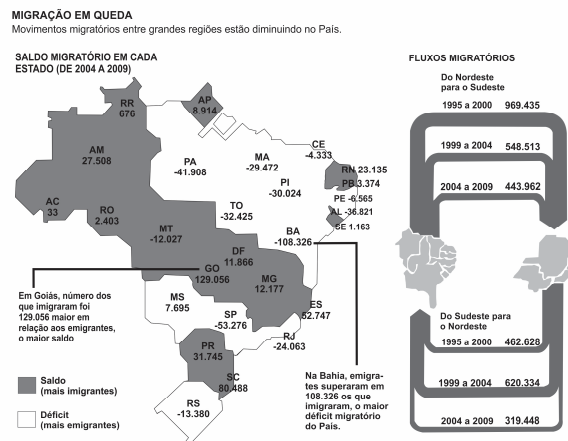 MIGRAÇÃO EM QUEDA
Movimentos migratórios entre grandes regiões estão diminuindo no País.
SALDO MIGRATÓRIO EM CADA
ESTADO (DE 2004 A 2009)
RR
676
AP
8.914
AM
27.508
PA
-41.908
MA
-29.472
CE
-4.333
RN 23.135
PB 3.374
PI
-30.024
PE -6.565
AL -36.821
SE 1.163
AC
33
RO
2.403
TO
-32.425
BA
-108.326
MT
-12.027
DF
11.866
GO
129.056
MG
12.177
ES
52.747
MS
7.695
SP
-53.276
RJ
-24.063
PR
31.745
SC
80.488
RS
-13.380
Em Goiás, número dos
que imigraram foi
129.056 maior em
relação aos emigrantes,
o maior saldo
Na Bahia, emigra-
tes superaram em
108.326 os que
imigraram, o maior
déficit migratório
do País.
Saldo
(mais imigrantes)
Déficit
(mais emigrantes)
FLUXOS MIGRATÓRIOS
Do Nordeste
para o Sudeste
1995 a 2000 969.435
1999 a 2004 548.513
2004 a 2009 443.962
Do Sudeste para
o Nordeste
1995 a 2000 462.628
1999 a 2004 620.334
2004 a 2009 319.448